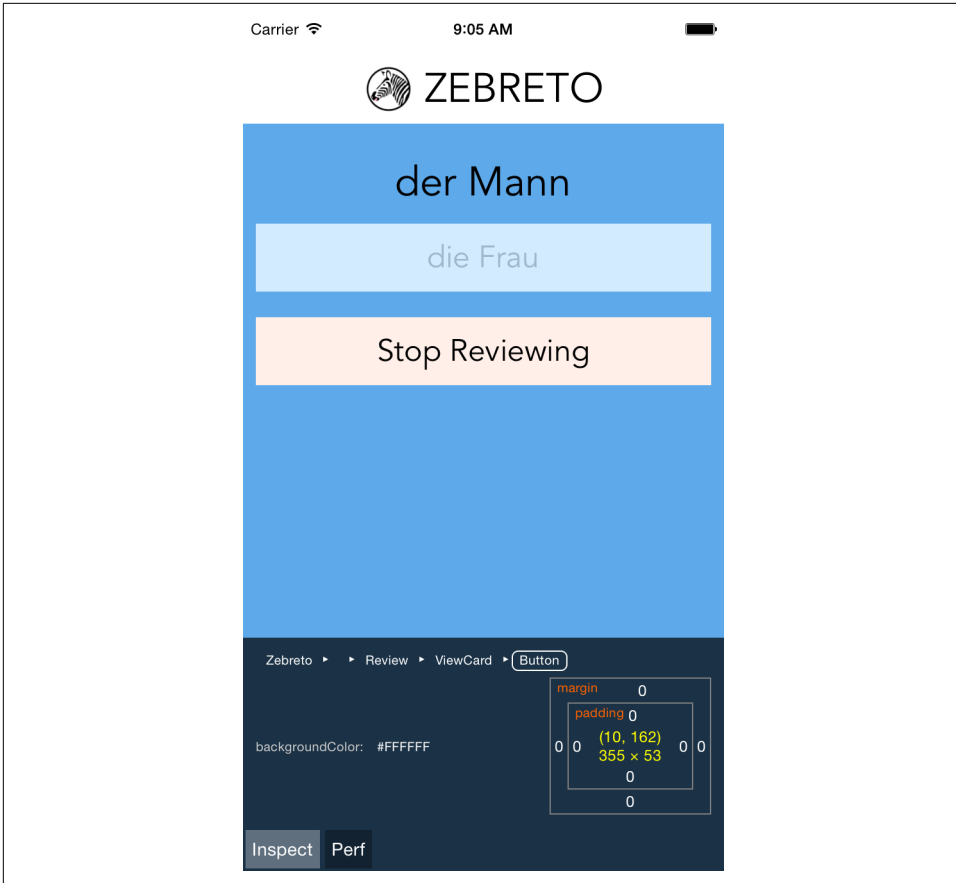 Carrier 9:05 AM
ZEBRETO
der Mann
die Frau
Stop Reviewing
Zebreto ▸ ▸ Review ▸ ViewCard ▸ Button
margin 0
padding 0
backgroundColor: #FFFFFF
0 0 (10, 162) 0 0
355 × 53
0
0
Inspect Perf